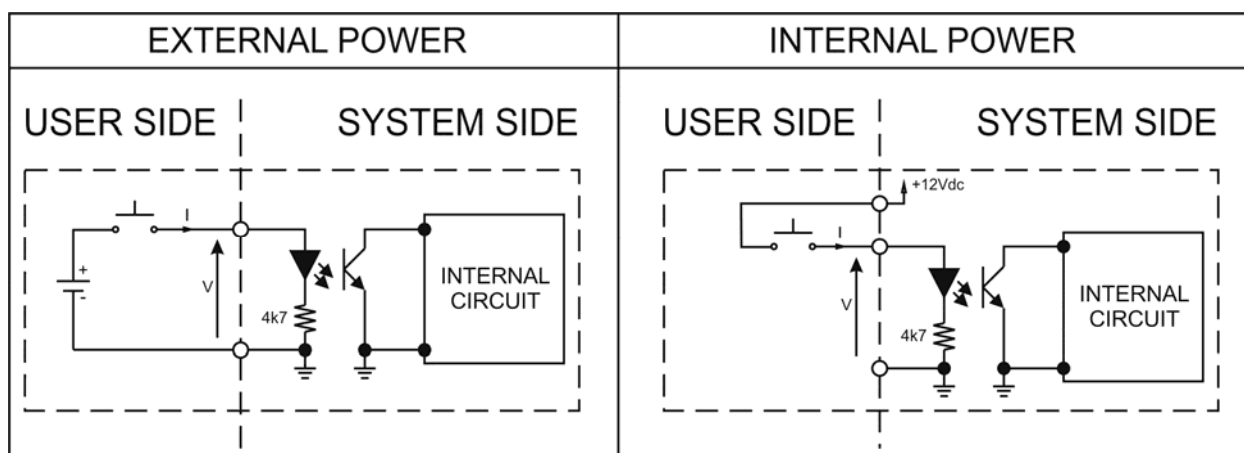 EXTERNAL POWER
USER SIDE
SYSTEM SIDE
I
+
-
V
4k7
INTERNAL
CIRCUIT
INTERNAL POWER
USER SIDE
SYSTEM SIDE
+12Vdc
I
V
4k7
INTERNAL
CIRCUIT